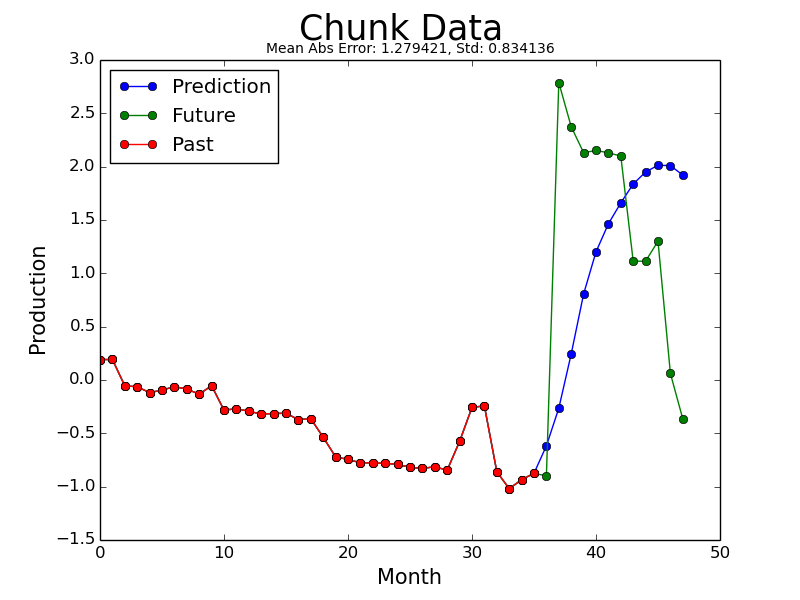 Chunk Data
Mean Abs Error: 1.279421, Std: 0.834136
Prediction
Future
Past
Production
3.0
2.5
2.0
1.5
1.0
0.5
0.0
−0.5
−1.0
−1.5
0 10 20 30 40 50
Month